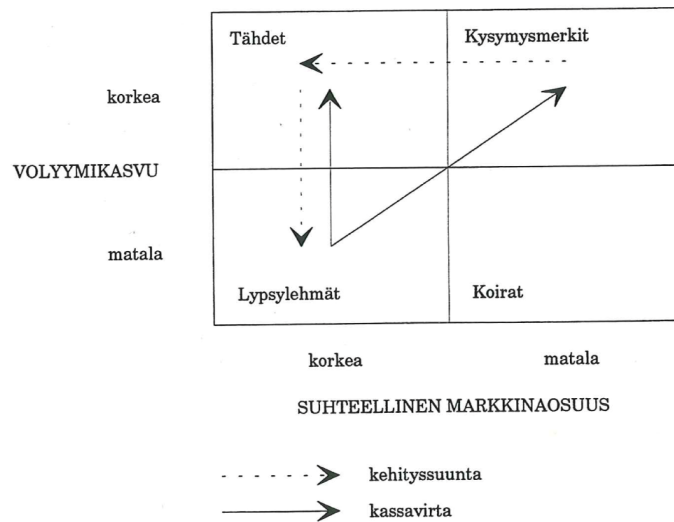 Tähdet
Kysymysmerkit
korkea
VOLYYMIKASVU
matala
Lypsylehmät
Koirat
korkea
matala
SUHTEELLINEN MARKKINAOSUUS
kehityssuunta
kassavirta